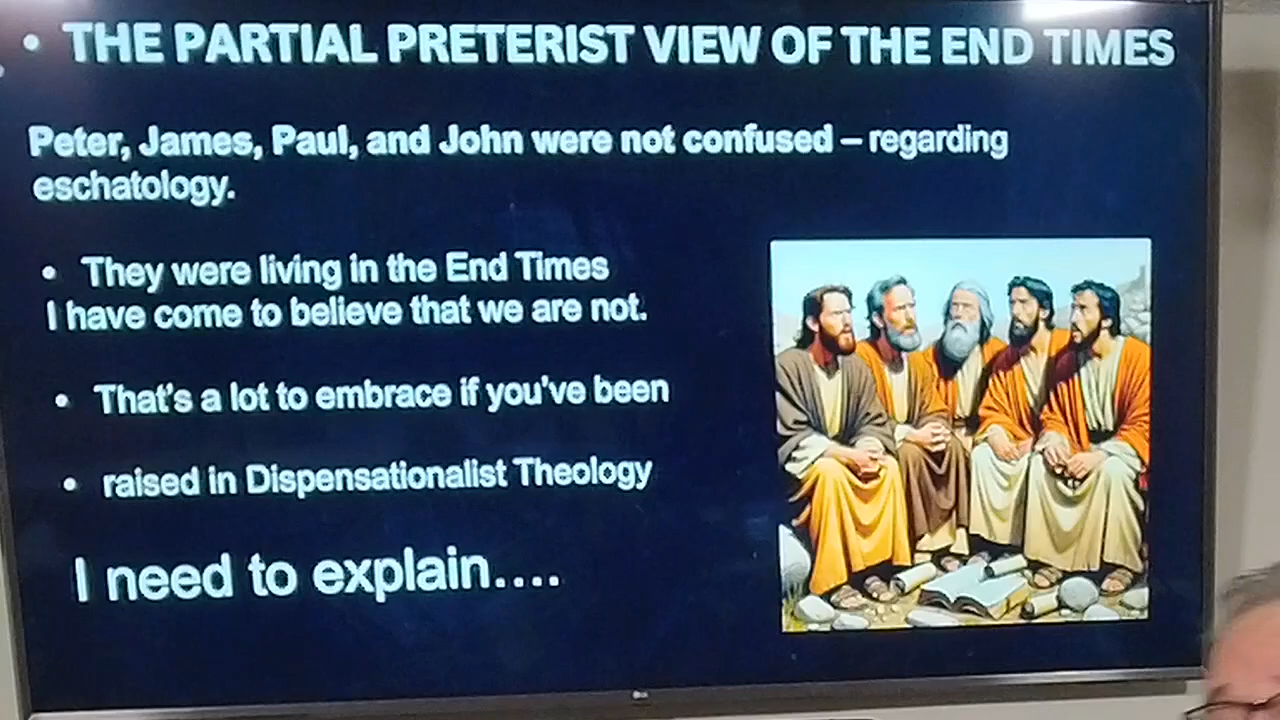 • THE PARTIAL PRETERIST VIEW OF THE END TIMES
Peter, James, Paul, and John were not confused – regarding
eschatology.
• They were living in the End Times
I have come to believe that we are not.
• That's a lot to embrace if you've been
• raised in Dispensationalist Theology
I need to explain....